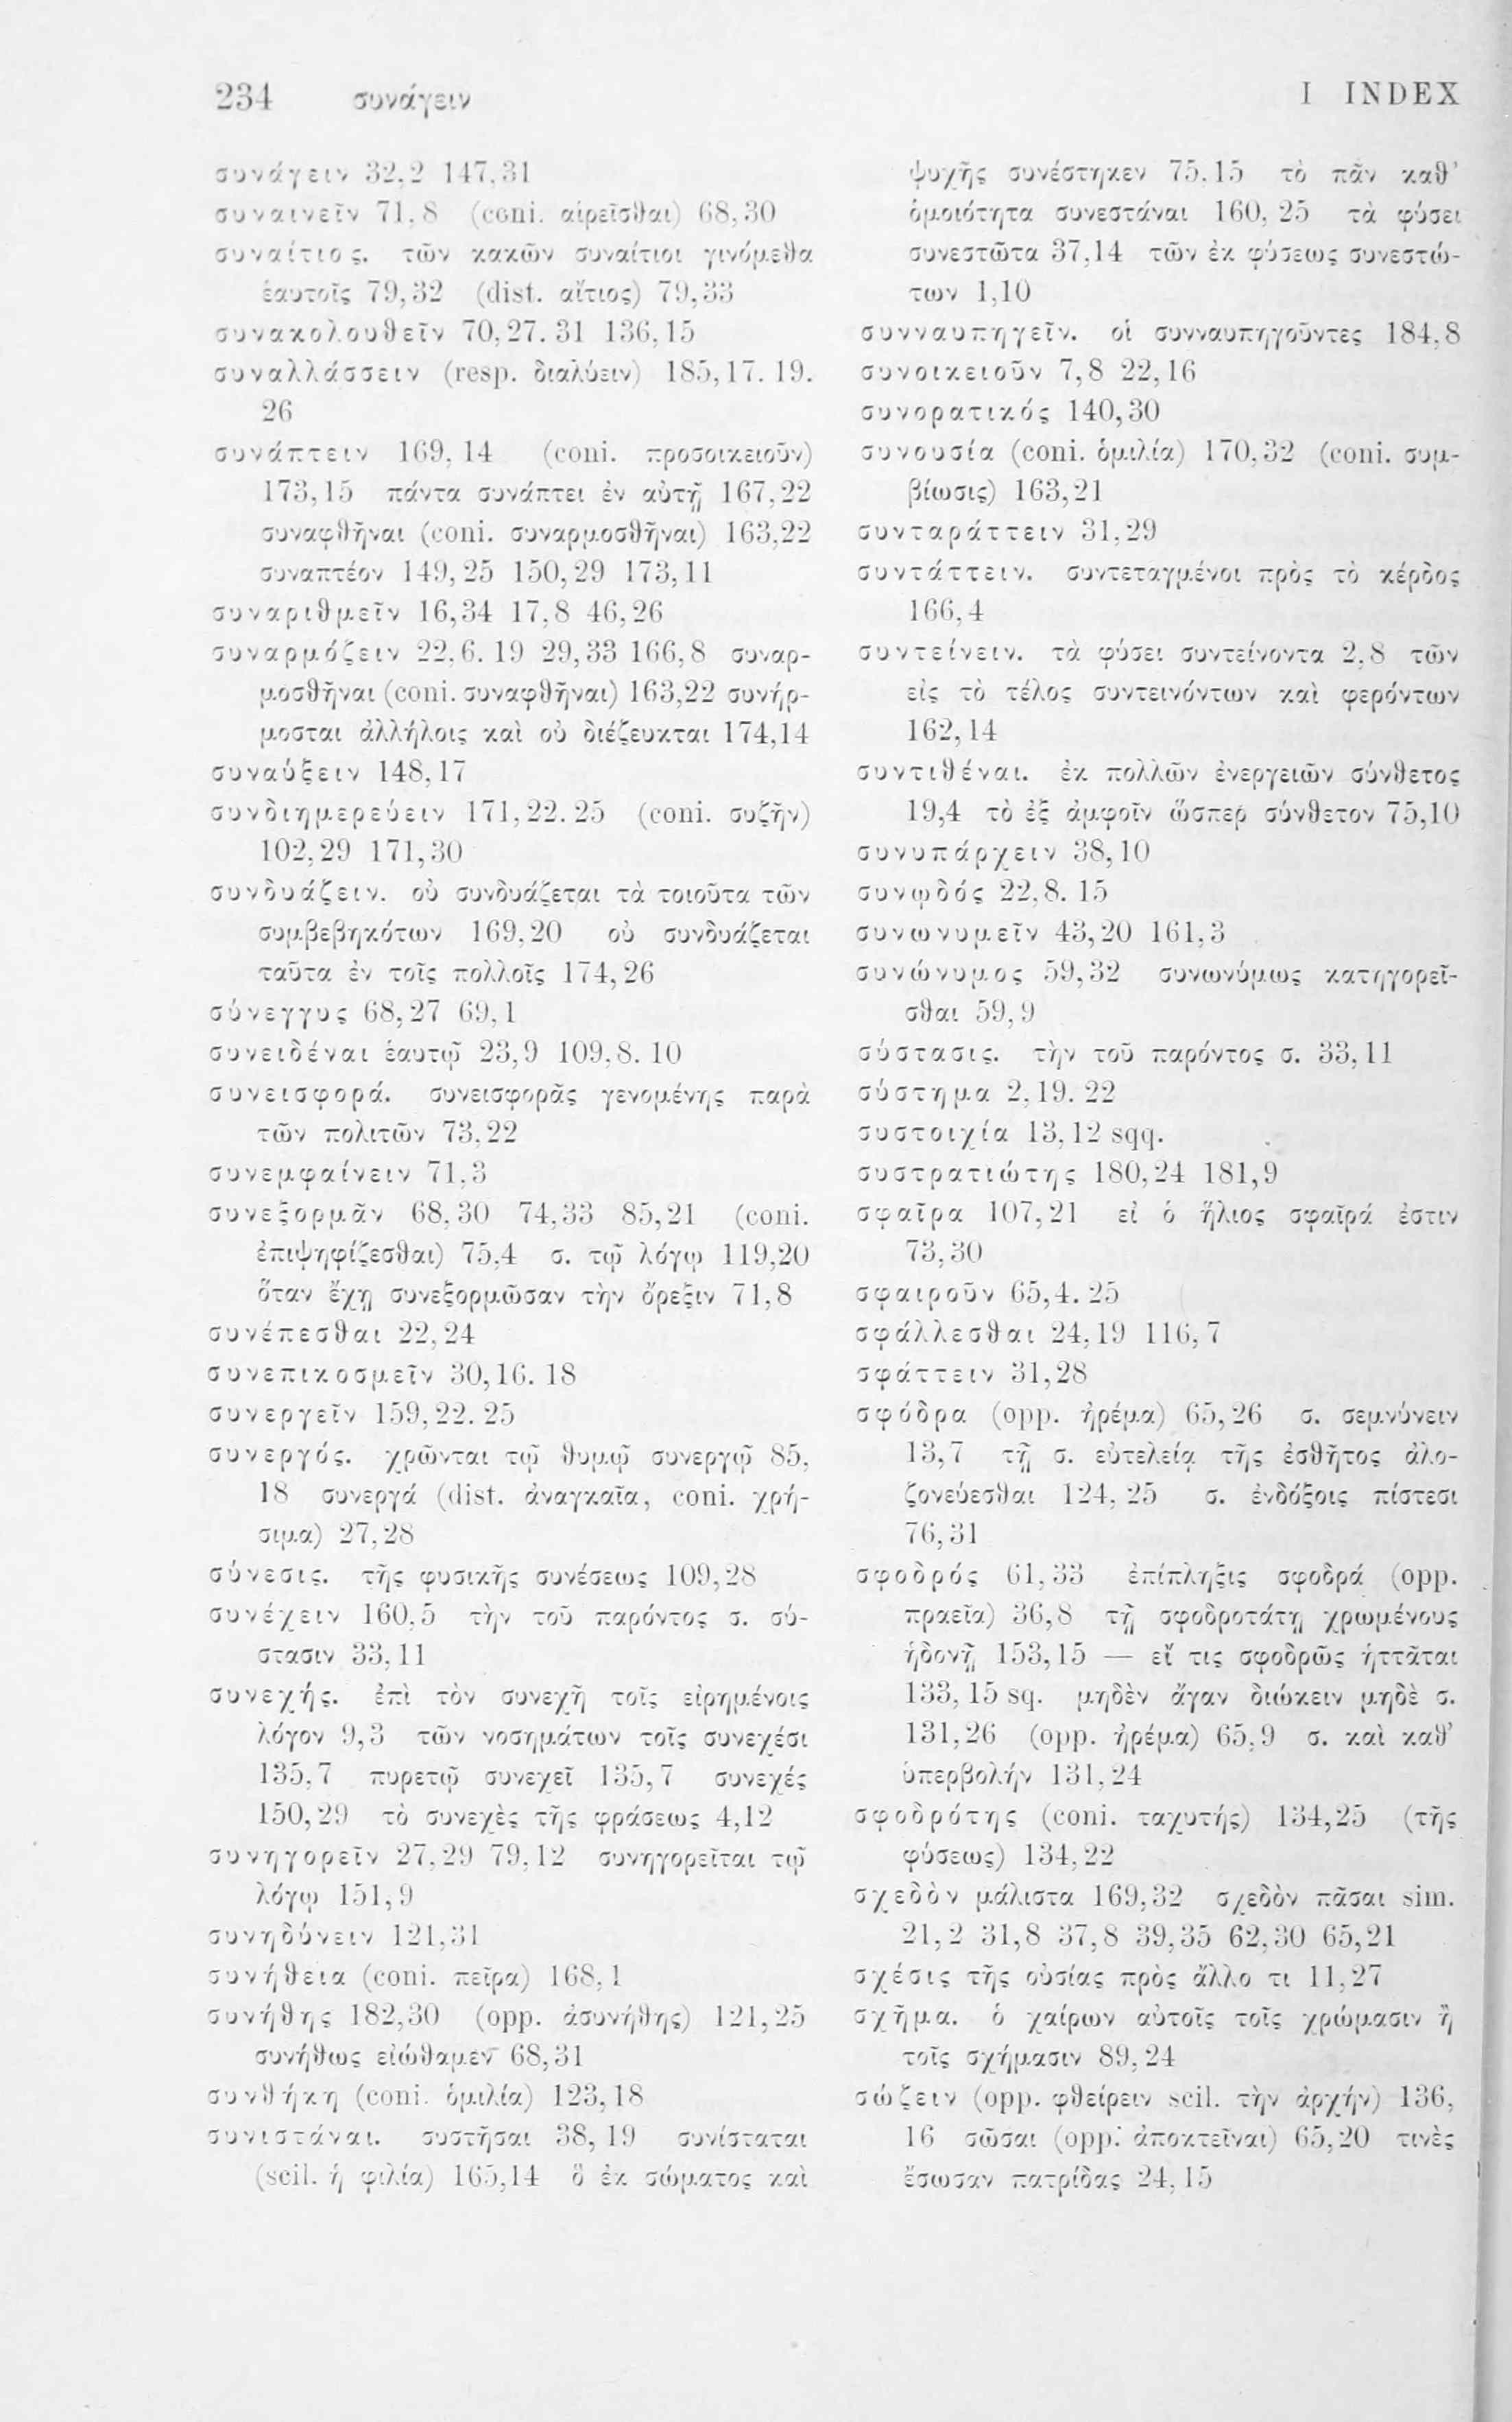 234 συνάγειν I INDEX
συνάγειν 32,2 147,31
συναινεῖν 71,8 (coni. αἱρεῖσθαι) 68,30
συναίτιος. τῶν κακῶν συναίτιοι γινόμεθα
ἑαυτοῖς 79,32 (dist. αἴτιος) 79,33
συνακολουθεῖν 70,27. 31 136,15
συναλλάσσειν (resp. διαλύειν) 185,17. 19.
26
συνάπτειν 169,14 (coni. προσοικειοῦν)
173,15 πάντα συνάπτει ἐν αὐτῇ 167,22
συναφθῆναι (coni. συναρμοσθῆναι) 163,22
συναπτέον 149,25 150,29 173,11
συναριθμεῖν 16,34 17,8 46,26
συναρμόζειν 22,6. 19 29,33 166,8 συναρ-
μοσθῆναι (coni. συναφθῆναι) 163,22 συνήρ-
μοσται ἀλλήλοις καὶ οὐ διέζευκται 174,14
συναύξειν 148,17
συνδιημερεύειν 171,22. 25 (coni. συζῆν)
102,29 171,30
συνδυάζειν. οὐ συνδυάζεται τὰ τοιοῦτα τῶν
συμβεβηκότων 169,20 οὐ συνδυάζεται
ταῦτα ἐν τοῖς πολλοῖς 174,26
σύνεγγυς 68,27 69,1
συνειδέναι ἑαυτῷ 23,9 109,8. 10
συνεισφορά. συνεισφορᾶς γενομένης παρὰ
τῶν πολιτῶν 73,22
συνεμφαίνειν 71,3
συνεξορμᾶν 68,30 74,33 85,21 (coni.
ἐπιψηφίζεσθαι) 75,4 σ. τῷ λόγῳ 119,20
ὅταν ἔχῃ συνεξορμῶσαν τὴν ὄρεξιν 71,8
συνέπεσθαι 22,24
συνεπικοσμεῖν 30,16. 18
συνεργεῖν 159,22. 25
συνεργός. χρῶνται τῷ θυμῷ συνεργῷ 85,
18 συνεργά (dist. ἀναγκαῖα, coni. χρή-
σιμα) 27,28
σύνεσις. τῆς φυσικῆς συνέσεως 109,28
συνέχειν 160,5 τὴν τοῦ παρόντος σ. σύ-
στασιν 33,11
συνεχής. ἐπὶ τὸν συνεχῆ τοῖς εἰρημένοις
λόγον 9,3 τῶν νοσημάτων τοῖς συνεχέσι
135,7 πυρετῷ συνεχεῖ 135,7 συνεχές
150,29 τὸ συνεχὲς τῆς φράσεως 4,12
συνηγορεῖν 27,29 79,12 συνηγορεῖται τῷ
λόγῳ 151,9
συνηδύνειν 121,31
συνήθεια (coni. πεῖρα) 168,1
συνήθης 182,30 (opp. ἀσυνήθης) 121,25
συνήθως εἰώθαμεν 68,31
συνθήκη (coni. ὁμιλία) 123,18
συνιστάναι. συστῆσαι 38,19 συνίσταται
(scil. ἡ φιλία) 165,14 ὃ ἐκ σώματος καὶ
ψυχῆς συνέστηκεν 75,15 τὸ πᾶν καθ’
ὁμοιότητα συνεστάναι 160,25 τὰ φύσει
συνεστῶτα 37,14 τῶν ἐκ φύσεως συνεστώ-
των 1,10
συνναυπηγεῖν. οἱ συνναυπηγοῦντες 184,8
συνοικειοῦν 7,8 22,16
συνορατικός 140,30
συνουσία (coni. ὁμιλία) 170,32 (coni. συμ-
βίωσις) 163,21
συνταράττειν 31,29
συντάττειν. συντεταγμένοι πρὸς τὸ κέρδος
166,4
συντείνειν. τὰ φύσει συντείνοντα 2,8 τῶν
εἰς τὸ τέλος συντεινόντων καὶ φερόντων
162,14
συντιθέναι. ἐκ πολλῶν ἐνεργειῶν σύνθετος
19,4 τὸ ἐξ ἀμφοῖν ὥσπερ σύνθετον 75,10
συνυπάρχειν 38,10
συνῳδός 22,8. 15
συνωνυμεῖν 43,20 161,3
συνώνυμος 59,32 συνωνύμως κατηγορεῖ-
σθαι 59,9
σύστασις. τὴν τοῦ παρόντος σ. 33,11
σύστημα 2,19. 22
συστοιχία 13,12 sqq.
συστρατιώτης 180,24 181,9
σφαῖρα 107,21 εἰ ὁ ἥλιος σφαῖρά ἐστιν
73,30
σφαιροῦν 65,4. 25
σφάλλεσθαι 24,19 116,7
σφάττειν 31,28
σφόδρα (opp. ἠρέμα) 65,26 σ. σεμνύνειν
13,7 τῇ σ. εὐτελείᾳ τῆς ἐσθῆτος ἀλο-
ζονεύεσθαι 124,25 σ. ἐνδόξοις πίστεσι
76,31
σφοδρός 61,33 ἐπίπληξις σφοδρά (opp.
πραεῖα) 36,8 τῇ σφοδροτάτῃ χρωμένους
ἡδονῇ 153,15 — εἴ τις σφοδρῶς ἡττᾶται
133,15 sq. μηδὲν ἄγαν διώκειν μηδὲ σ.
131,26 (opp. ἠρέμα) 65,9 σ. καὶ καθ’
ὑπερβολήν 131,24
σφοδρότης (coni. ταχυτής) 134,25 (τῆς
φύσεως) 134,22
σχεδὸν μάλιστα 169,32 σχεδὸν πᾶσαι sim.
21,2 31,8 37,8 39,35 62,30 65,21
σχέσις τῆς οὐσίας πρὸς ἄλλο τι 11,27
σχῆμα. ὁ χαίρων αὐτοῖς τοῖς χρώμασιν ἢ
τοῖς σχήμασιν 89,24
σώζειν (opp. φθείρειν scil. τὴν ἀρχήν) 136,
16 σῶσαι (opp. ἀποκτεῖναι) 65,20 τινὲς
ἔσωσαν πατρίδας 24,15